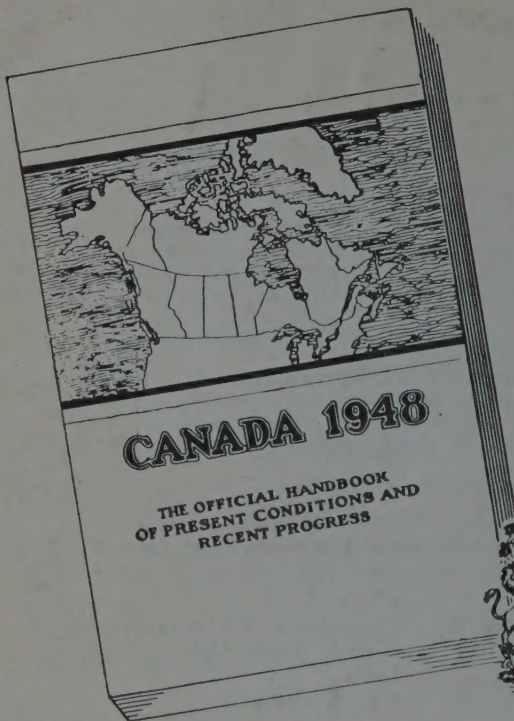 CANADA 1948
THE OFFICIAL HANDBOOK
OF PRESENT CONDITIONS AND
RECENT PROGRESS